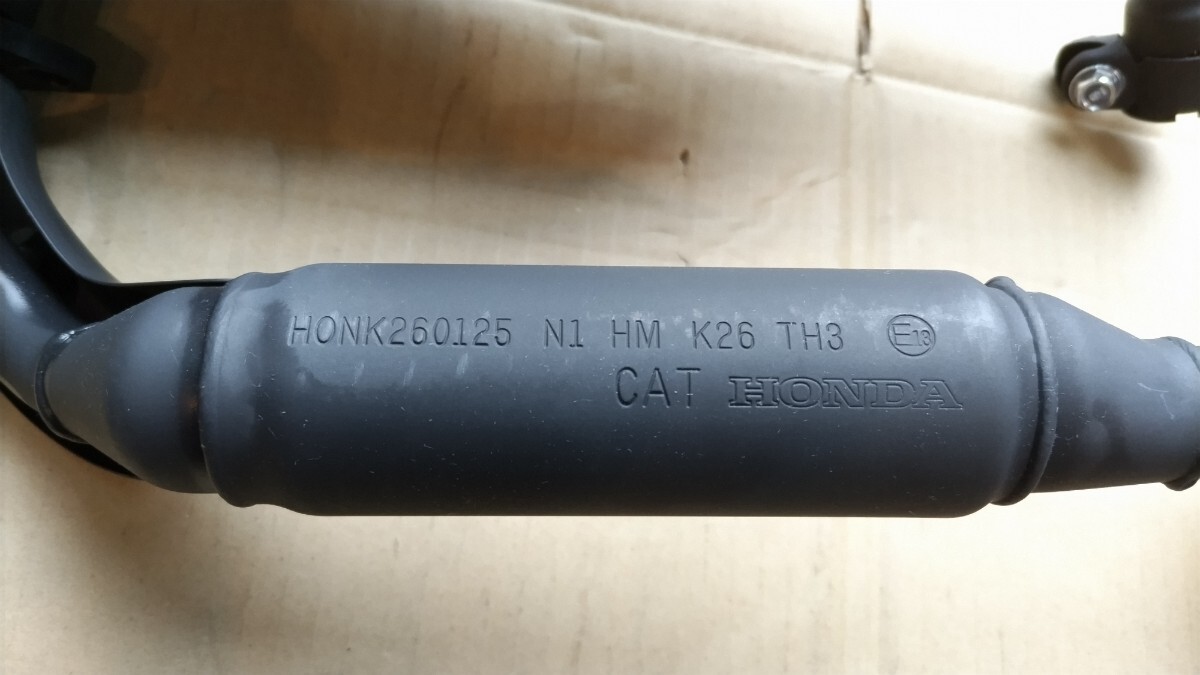 HONK260125 N1 HM K26 TH3 E13
CAT HONDA